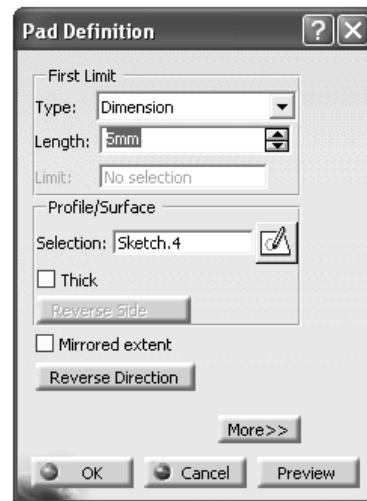 Pad Definition ? X
First Limit
Type: Dimension
Length: 5mm
Limit: No selection
Profile/Surface
Selection: Sketch.4
Thick
Reverse Side
Mirrored extent
Reverse Direction
More>>
OK Cancel Preview